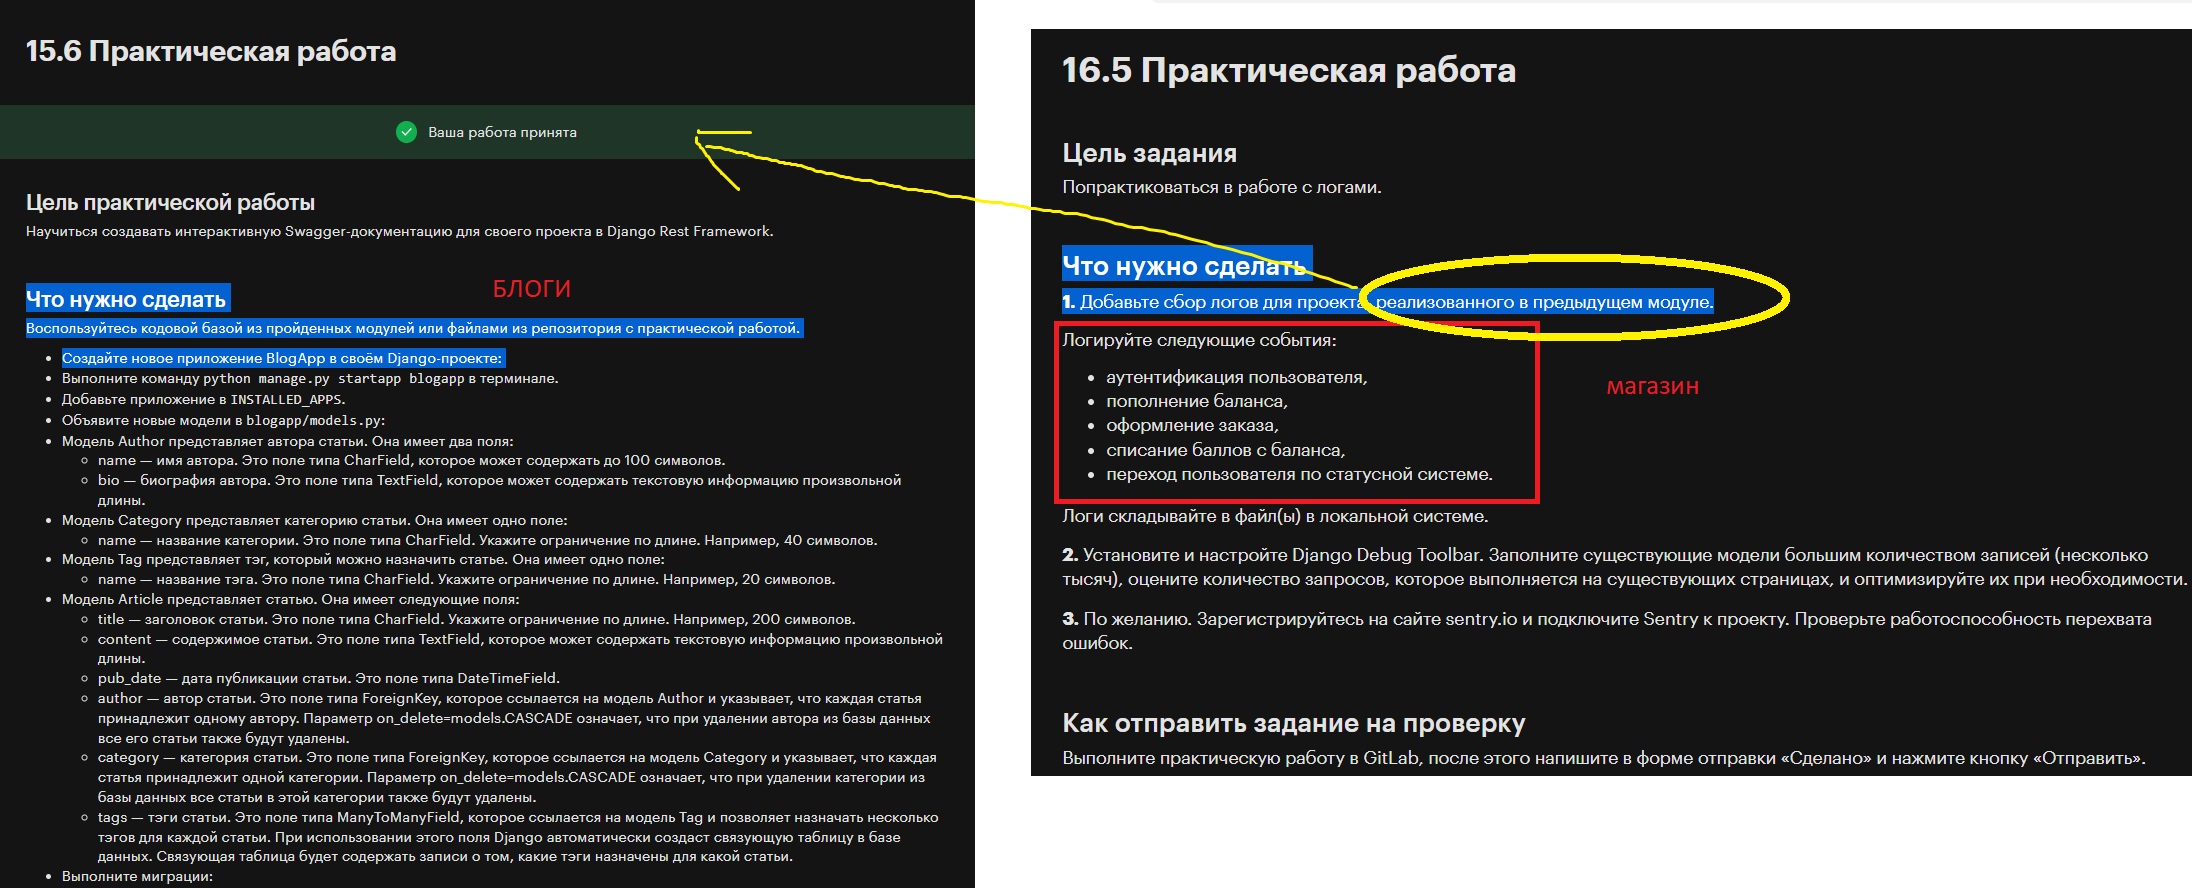 15.6 Практическая работа
Ваша работа принята
Цель практической работы
Научиться создавать интерактивную Swagger-документацию для своего проекта в Django Rest Framework.
БЛОГИ
Что нужно сделать
Воспользуйтесь кодовой базой из пройденных модулей или файлами из репозитория с практической работой.
• Создайте новое приложение BlogApp в своём Django-проекте:
• Выполните команду python manage.py startapp blogapp в терминале.
• Добавьте приложение в INSTALLED_APPS.
• Объявите новые модели в blogapp/models.py:
• Модель Author представляет автора статьи. Она имеет два поля:
◦ name — имя автора. Это поле типа CharField, которое может содержать до 100 символов.
◦ bio — биография автора. Это поле типа TextField, которое может содержать текстовую информацию произвольной
длины.
• Модель Category представляет категорию статьи. Она имеет одно поле:
◦ name — название категории. Это поле типа CharField. Укажите ограничение по длине. Например, 40 символов.
• Модель Tag представляет тэг, который можно назначить статье. Она имеет одно поле:
◦ name — название тэга. Это поле типа CharField. Укажите ограничение по длине. Например, 20 символов.
• Модель Article представляет статью. Она имеет следующие поля:
◦ title — заголовок статьи. Это поле типа CharField. Укажите ограничение по длине. Например, 200 символов.
◦ content — содержимое статьи. Это поле типа TextField, которое может содержать текстовую информацию произвольной
длины.
◦ pub_date — дата публикации статьи. Это поле типа DateTimeField.
◦ author — автор статьи. Это поле типа ForeignKey, которое ссылается на модель Author и указывает, что каждая статья
принадлежит одному автору. Параметр on_delete=models.CASCADE означает, что при удалении автора из базы данных
все его статьи также будут удалены.
◦ category — категория статьи. Это поле типа ForeignKey, которое ссылается на модель Category и указывает, что каждая
статья принадлежит одной категории. Параметр on_delete=models.CASCADE означает, что при удалении категории из
базы данных все статьи в этой категории также будут удалены.
◦ tags — тэги статьи. Это поле типа ManyToManyField, которое ссылается на модель Tag и позволяет назначать несколько
тэгов для каждой статьи. При использовании этого поля Django автоматически создаст связующую таблицу в базе
данных. Связующая таблица будет содержать записи о том, какие тэги назначены для какой статьи.
• Выполните миграции:
16.5 Практическая работа
Цель задания
Попрактиковаться в работе с логами.
Что нужно сделать
1. Добавьте сбор логов для проекта, реализованного в предыдущем модуле.
Логируйте следующие события:
• аутентификация пользователя,
• пополнение баланса,
• оформление заказа,
• списание баллов с баланса,
• переход пользователя по статусной системе.
магазин
Логи складывайте в файл(ы) в локальной системе.
2. Установите и настройте Django Debug Toolbar. Заполните существующие модели большим количеством записей (несколько
тысяч), оцените количество запросов, которое выполняется на существующих страницах, и оптимизируйте их при необходимости.
3. По желанию. Зарегистрируйтесь на сайте sentry.io и подключите Sentry к проекту. Проверьте работоспособность перехвата
ошибок.
Как отправить задание на проверку
Выполните практическую работу в GitLab, после этого напишите в форме отправки «Сделано» и нажмите кнопку «Отправить».